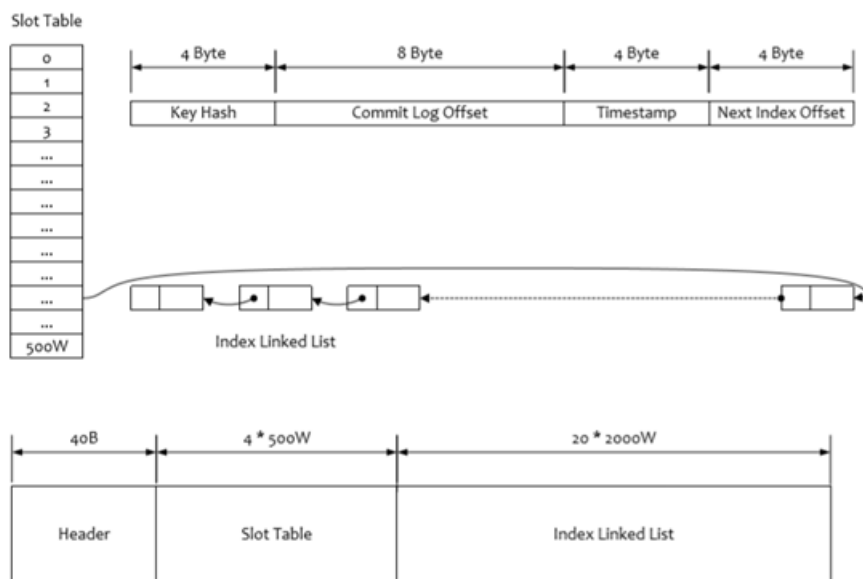 Slot Table
0
1
2
3
...
...
...
...
...
...
...
...
500W
4 Byte 8 Byte 4 Byte 4 Byte
Key Hash Commit Log Offset Timestamp Next Index Offset
Index Linked List
40B 4 * 500W 20 * 2000W
Header Slot Table Index Linked List